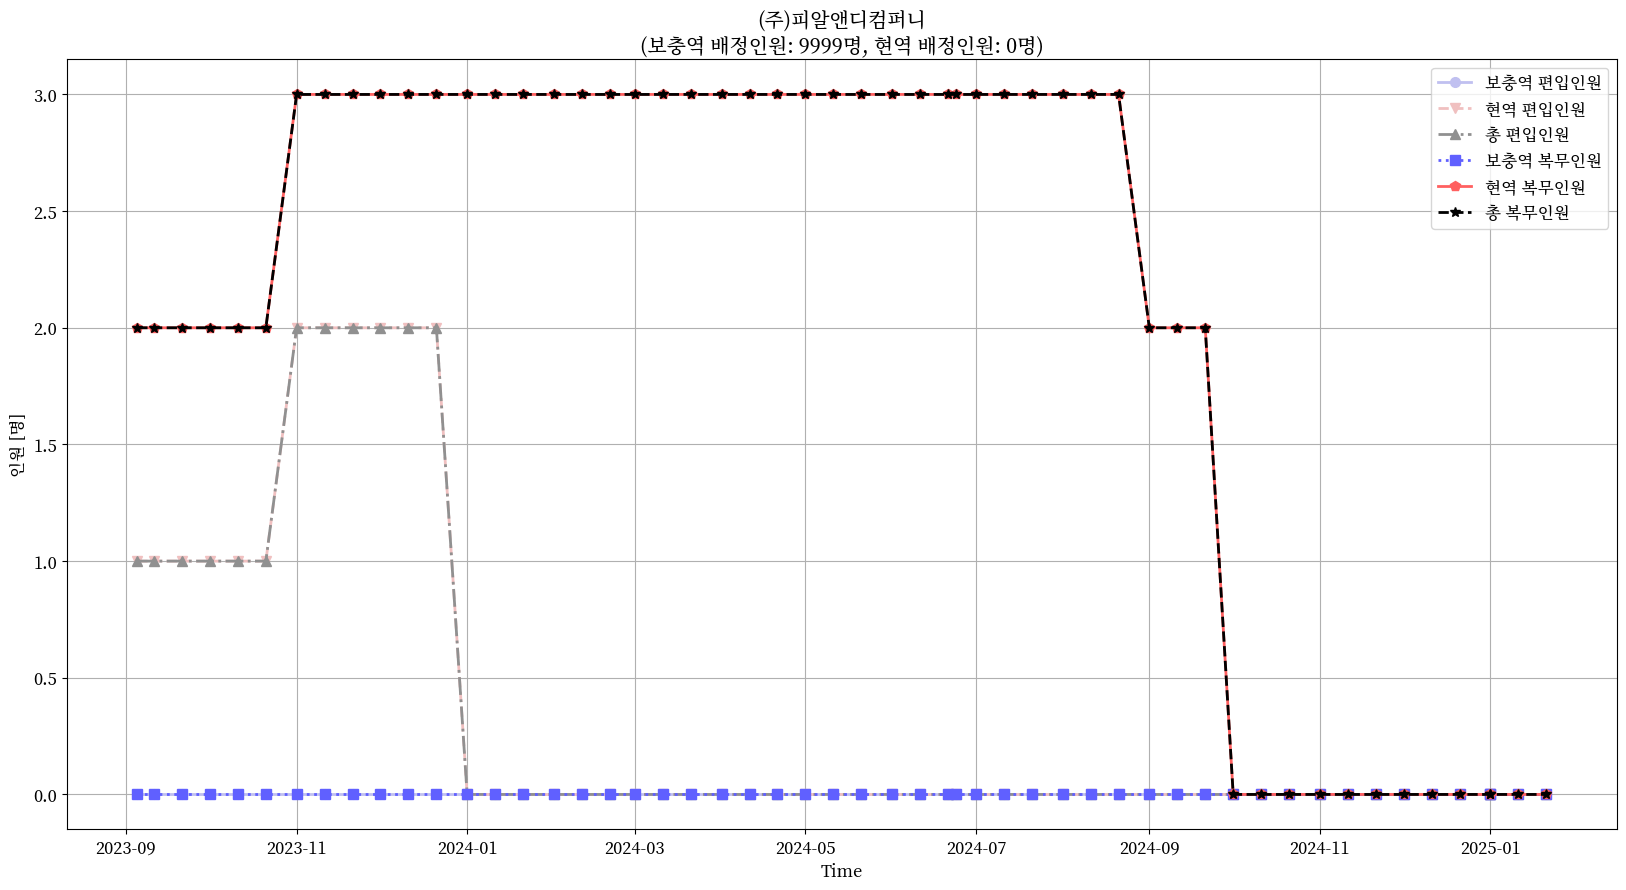 (주)피알앤디컴퍼니
(보충역 배정인원: 9999명, 현역 배정인원: 0명)
보충역 편입인원
현역 편입인원
총 편입인원
보충역 복무인원
현역 복무인원
총 복무인원
인원 [명]
3.0
2.5
2.0
1.5
1.0
0.5
0.0
2023-09
2023-11
2024-01
2024-03
2024-05
2024-07
2024-09
2024-11
2025-01
Time